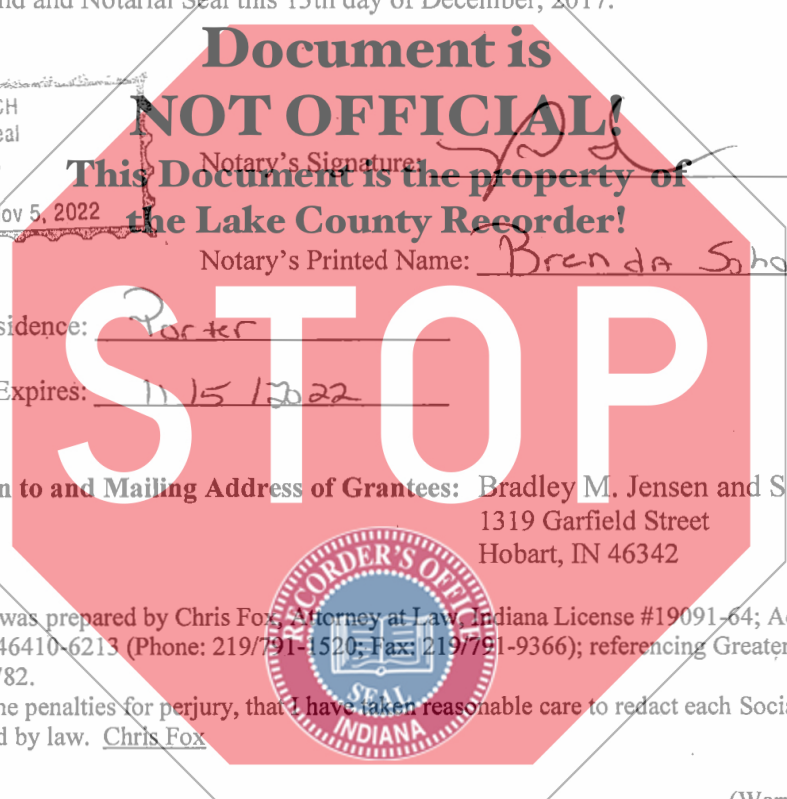 nd and Notarial Seal this 15th day of December, 2017.
Document is
NOT OFFICIAL!
CH
eal
Notary's Signature:
This Document is the property of
ov 5, 2022
the Lake County Recorder!
Notary's Printed Name: Brenda S
STOP
sidence: Porter
Expires: 11/5/2022
n to and Mailing Address of Grantees: Bradley M. Jensen and S
1319 Garfield Street
Hobart, IN 46342
RECORDER'S OFFICE
SEAL
INDIANA
was prepared by Chris Fox, Attorney at Law, Indiana License #19091-64; A
46410-6213 (Phone: 219/791-1520; Fax: 219/791-9366); referencing Greater
782.
he penalties for perjury, that I have taken reasonable care to redact each Soci
d by law. Chris Fox